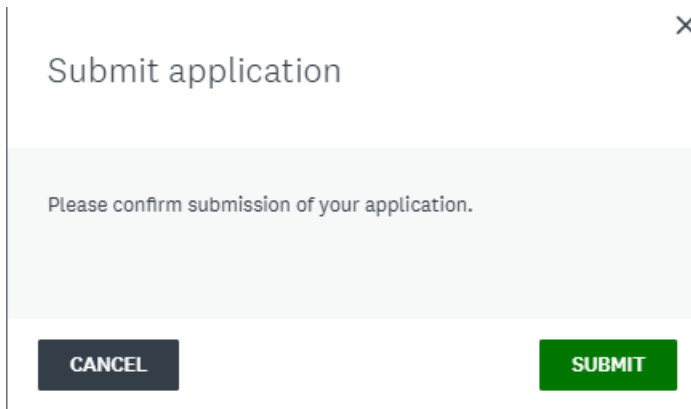 Submit application
Please confirm submission of your application.
CANCEL
SUBMIT